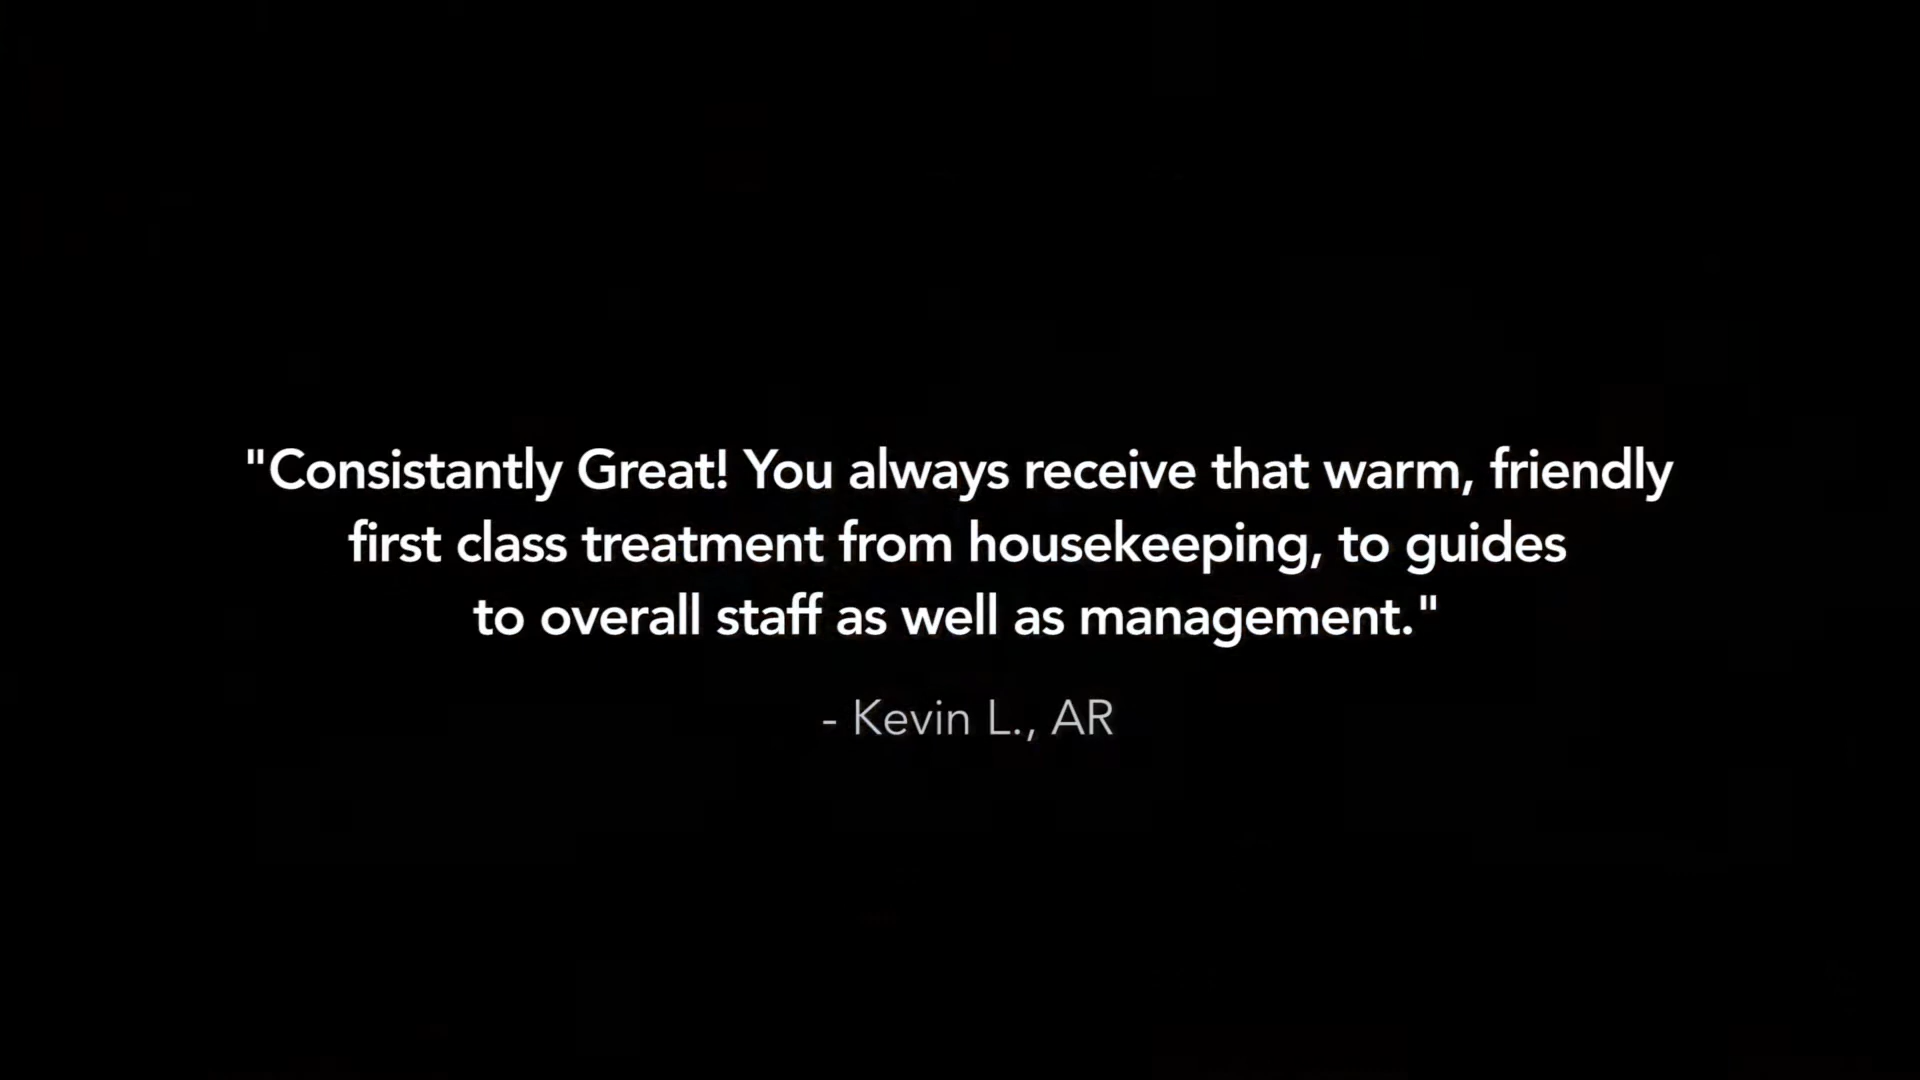 "Consistantly Great! You always receive that warm, friendly
first class treatment from housekeeping, to guides
to overall staff as well as management."
- Kevin L., AR